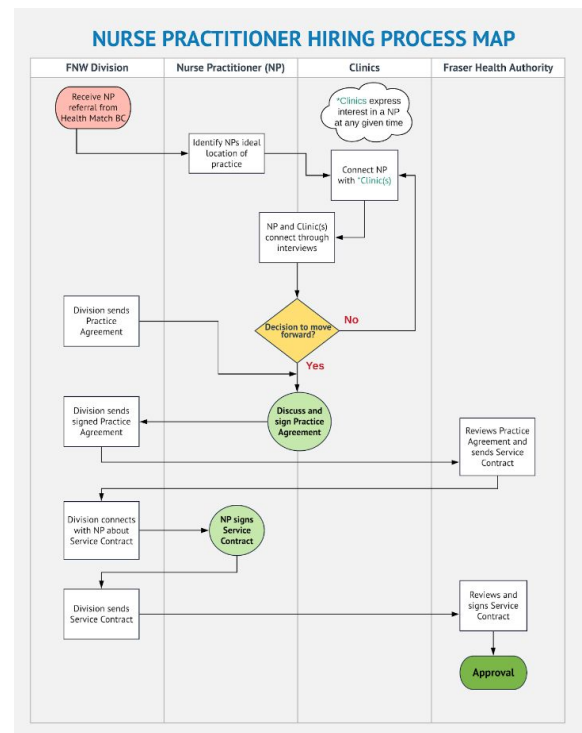 NURSE PRACTITIONER HIRING PROCESS MAP
FNW Division
Nurse Practitioner (NP)
Clinics
Fraser Health Authority
Receive NP
referral from
Health Match BC
*Clinics express
interest in a NP
at any given time
Identify NPs ideal
location of
practice
Connect NP
with *Clinic(s)
NP and Clinic(s)
connect through
interviews
Division sends
Practice
Agreement
Decision to move
forward?
No
Yes
Division sends
signed Practice
Agreement
Discuss and
sign Practice
Agreement
Reviews Practice
Agreement and
sends Service
Contract
Division connects
with NP about
Service Contract
NP signs
Service
Contract
Division sends
Service Contract
Reviews and
signs Service
Contract
Approval